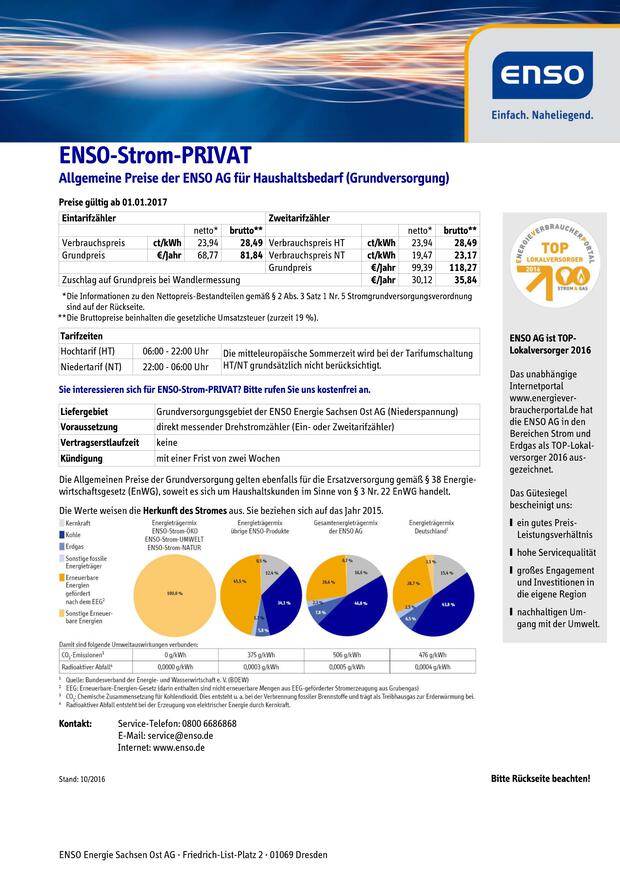 ENSO
Einfach. Naheliegend.
ENSO-Strom-PRIVAT
Allgemeine Preise der ENSO AG für Haushaltsbedarf (Grundversorgung)
Preise gültig ab 01.01.2017
Eintarifzähler Zweitarifzähler
netto* brutto** netto* brutto**
Verbrauchspreis ct/kWh 23,94 28,49 Verbrauchspreis HT ct/kWh 23,94 28,49
Grundpreis €/Jahr 68,77 81,84 Verbrauchspreis NT ct/kWh 19,47 23,17
Grundpreis €/Jahr 99,39 118,27
Zuschlag auf Grundpreis bei Wandlermessung €/Jahr 30,12 35,84
*Die Informationen zu den Nettopreis-Bestandteilen gemäß § 2 Abs. 3 Satz 1 Nr. 5 Stromgrundversorgungsverordnung
sind auf der Rückseite.
**Die Bruttopreise beinhalten die gesetzliche Umsatzsteuer (zurzeit 19 %).
Tarifzeiten
Hochtarif (HT) 06:00 - 22:00 Uhr
Niedertarif (NT) 22:00 - 06:00 Uhr
Die mitteleuropäische Sommerzeit wird bei der Tarifumschaltung
HT/NT grundsätzlich nicht berücksichtigt.
Sie interessieren sich für ENSO-Strom-PRIVAT? Bitte rufen Sie uns kostenfrei an.
Liefergebiet Grundversorgungsgebiet der ENSO Energie Sachsen Ost AG (Niederspannung)
Voraussetzung direkt messender Drehstromzähler (Ein- oder Zweitarifzähler)
Vertragserstlaufzeit keine
Kündigung mit einer Frist von zwei Wochen
Die Allgemeinen Preise der Grundversorgung gelten ebenfalls für die Ersatzversorgung gemäß § 38 Energie-
wirtschaftsgesetz (EnWG), soweit es sich um Haushaltskunden im Sinne von § 3 Nr. 22 EnWG handelt.
Die Werte weisen die Herkunft des Stromes aus. Sie beziehen sich auf das Jahr 2015.
Kernkraft
Kohle
Erdgas
Sonstige fossile
Energieträger
Erneuerbare
Energien
gefördert
nach dem EEG²
Sonstige Erneuer-
bare Energien
Energieträgermix
ENSO-Strom-ÖKO
ENSO-Strom-UMWELT
ENSO-Strom-NATUR
100,0 %
Energieträgermix
übrige ENSO-Produkte
0,5 %
12,4 %
34,1 %
5,8 %
45,5 %
Gesamtenergieträgermix
der ENSO AG
0,7 %
16,6 %
46,0 %
7,8 %
2,3 %
26,6 %
Energieträgermix
Deutschland¹
3,1 %
15,4 %
43,8 %
6,5 %
2,5 %
28,7 %
Damit sind folgende Umweltauswirkungen verbunden:
CO₂-Emissionen³ 0 g/kWh 375 g/kWh 506 g/kWh 476 g/kWh
Radioaktiver Abfall⁴ 0,0000 g/kWh 0,0003 g/kWh 0,0005 g/kWh 0,0004 g/kWh
¹ Quelle: Bundesverband der Energie- und Wasserwirtschaft e. V. (BDEW)
² EEG: Erneuerbare-Energien-Gesetz (darin enthalten sind nicht erneuerbare Mengen aus EEG-geförderter Stromerzeugung aus Grubengas)
³ CO₂: Chemische Zusammensetzung für Kohlendioxid. Dies entsteht u. a. bei der Verbrennung fossiler Brennstoffe und trägt als Treibhausgas zur Erderwärmung bei.
⁴ Radioaktiver Abfall entsteht bei der Erzeugung von elektrischer Energie durch Kernkraft.
Kontakt: Service-Telefon: 0800 6686868
E-Mail: service@enso.de
Internet: www.enso.de
Stand: 10/2016
Bitte Rückseite beachten!
ENSO Energie Sachsen Ost AG · Friedrich-List-Platz 2 · 01069 Dresden
ENERGIEVERBRAUCHERPORTAL
TOP
LOKALVERSORGER
2016
STROM & GAS
ENSO AG ist TOP-
Lokalversorger 2016
Das unabhängige
Internetportal
www.energiever-
braucherportal.de hat
die ENSO AG in den
Bereichen Strom und
Erdgas als TOP-Lokal-
versorger 2016 aus-
gezeichnet.
Das Gütesiegel
bescheinigt uns:
ein gutes Preis-
Leistungsverhältnis
hohe Servicequalität
großes Engagement
und Investitionen in
die eigene Region
nachhaltigen Um-
gang mit der Umwelt.